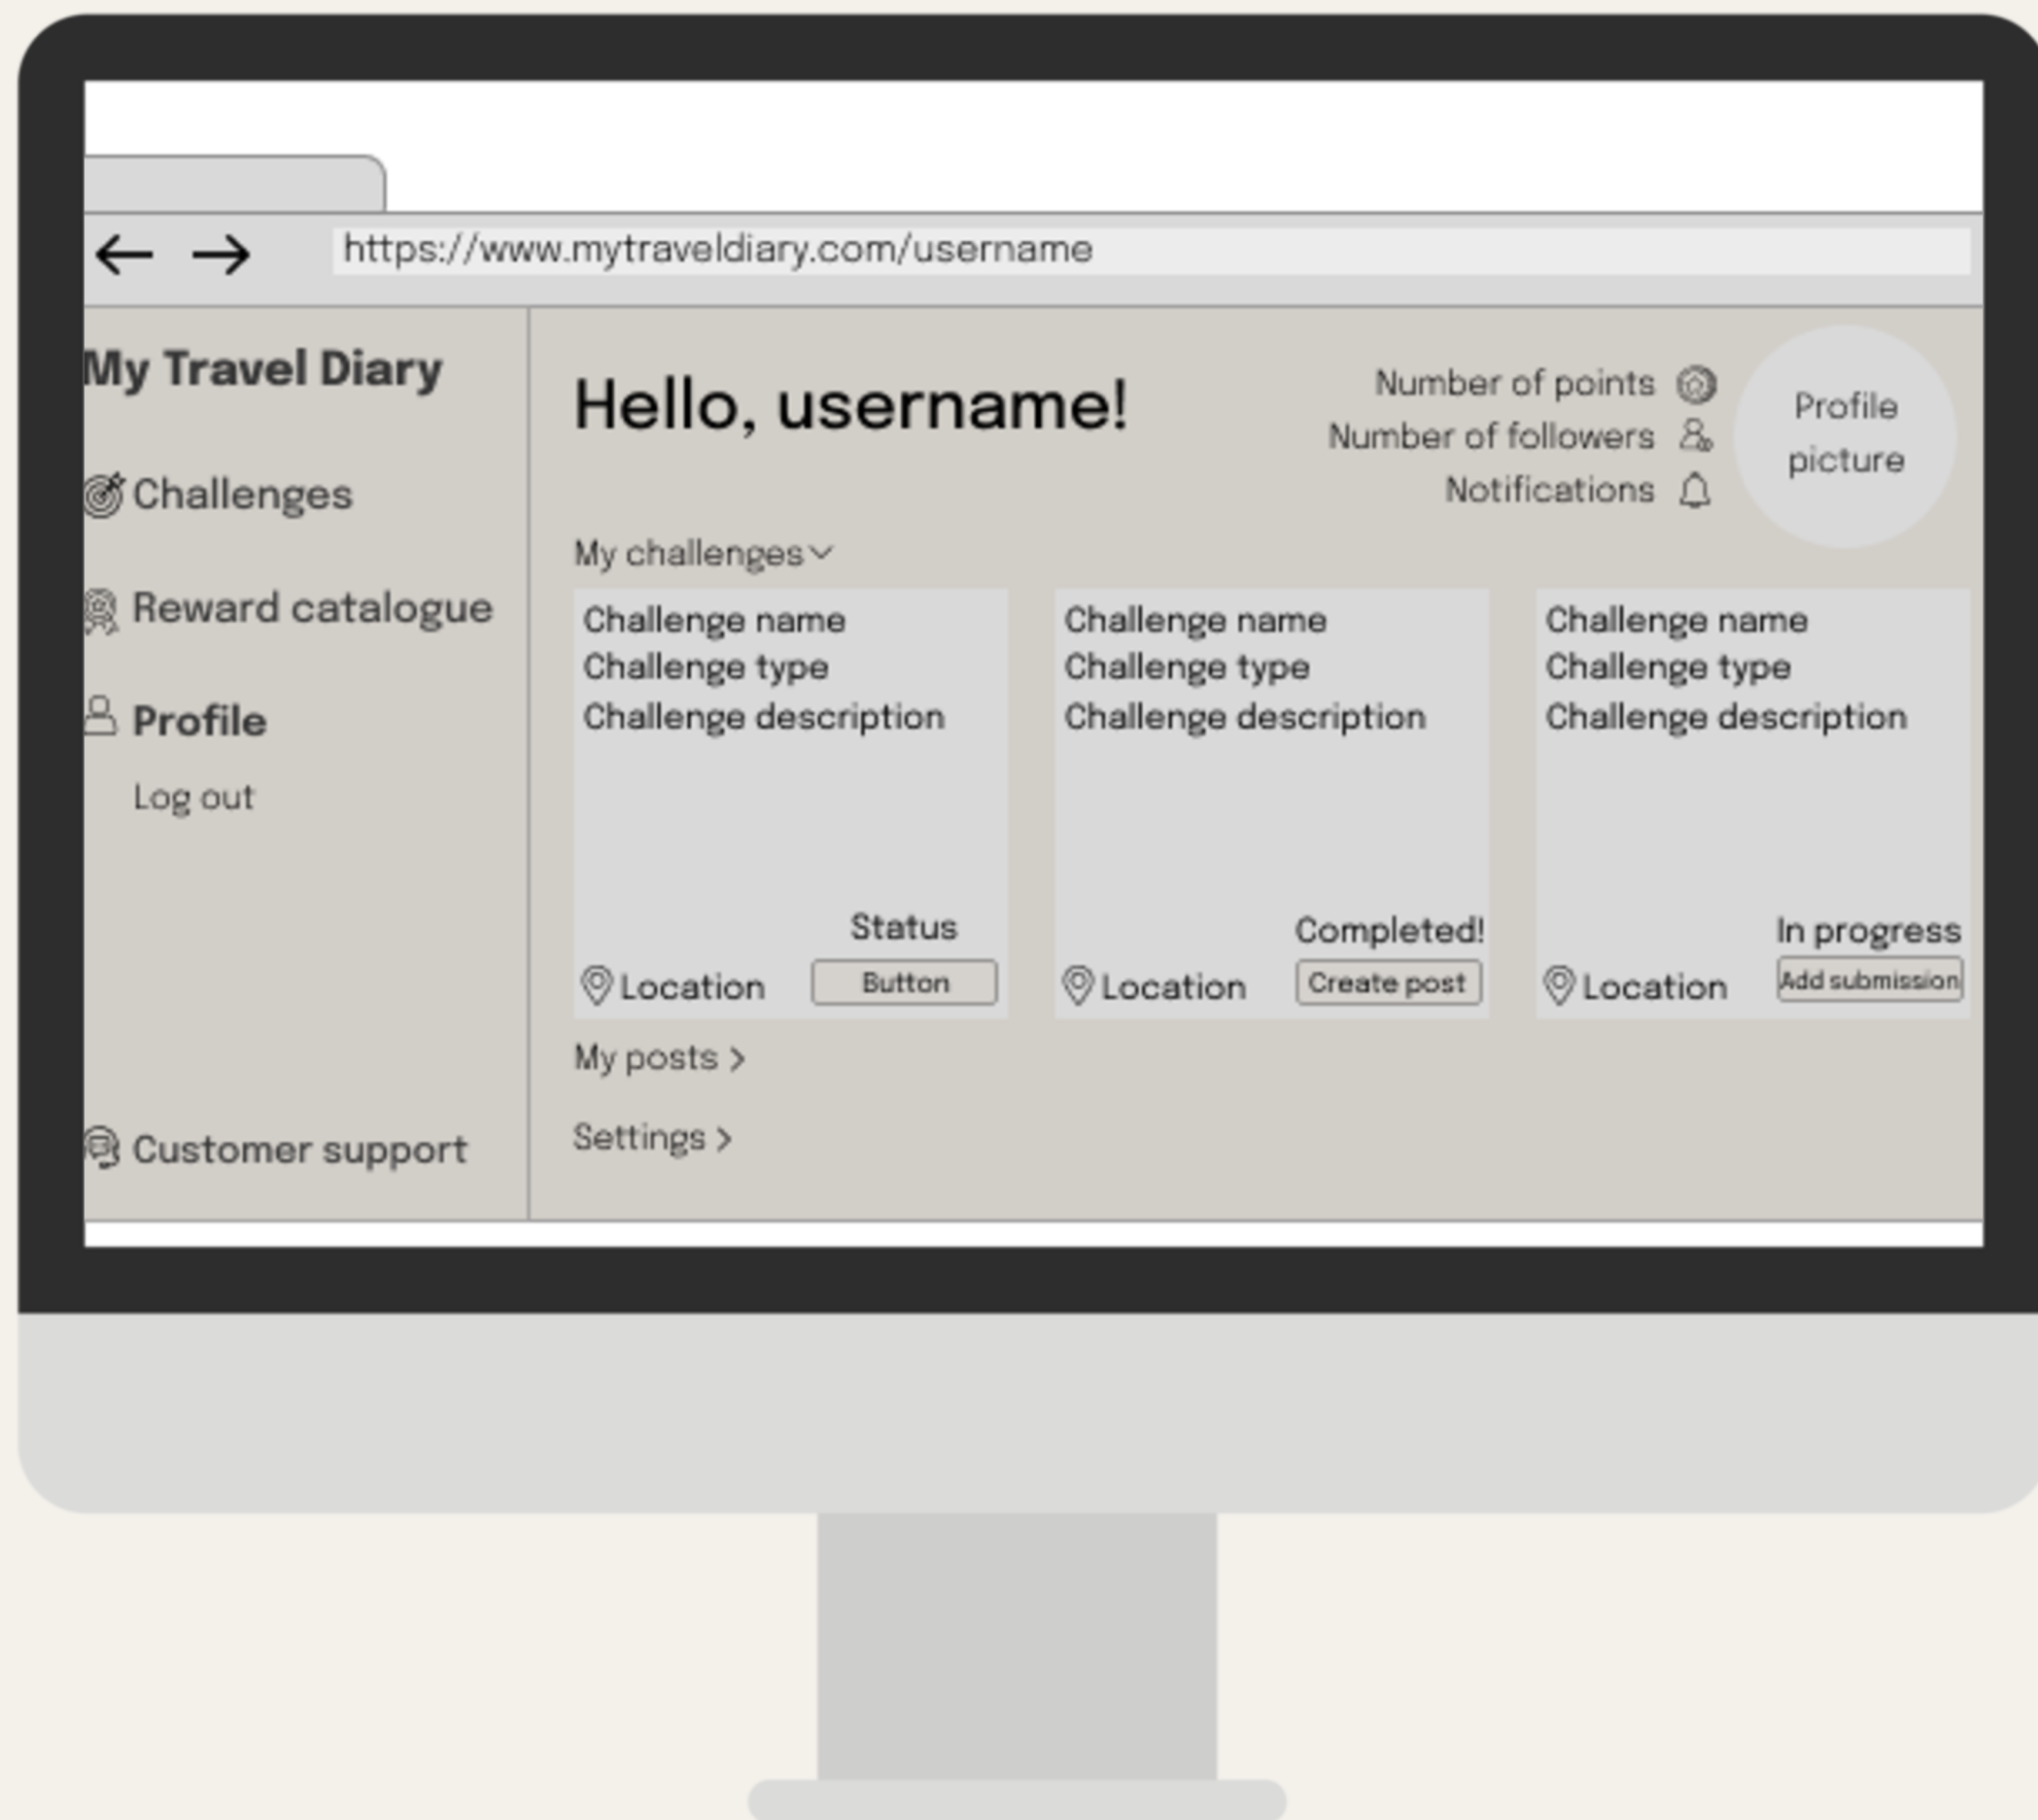 https://www.mytraveldiary.com/username
My Travel Diary
Challenges
Reward catalogue
Profile
Log out
Customer support
Hello, username!
Number of points
Number of followers
Notifications
Profile
picture
My challenges
Challenge name
Challenge type
Challenge description
Status
Location
Button
Challenge name
Challenge type
Challenge description
Completed!
Location
Create post
Challenge name
Challenge type
Challenge description
In progress
Location
Add submission
My posts
Settings